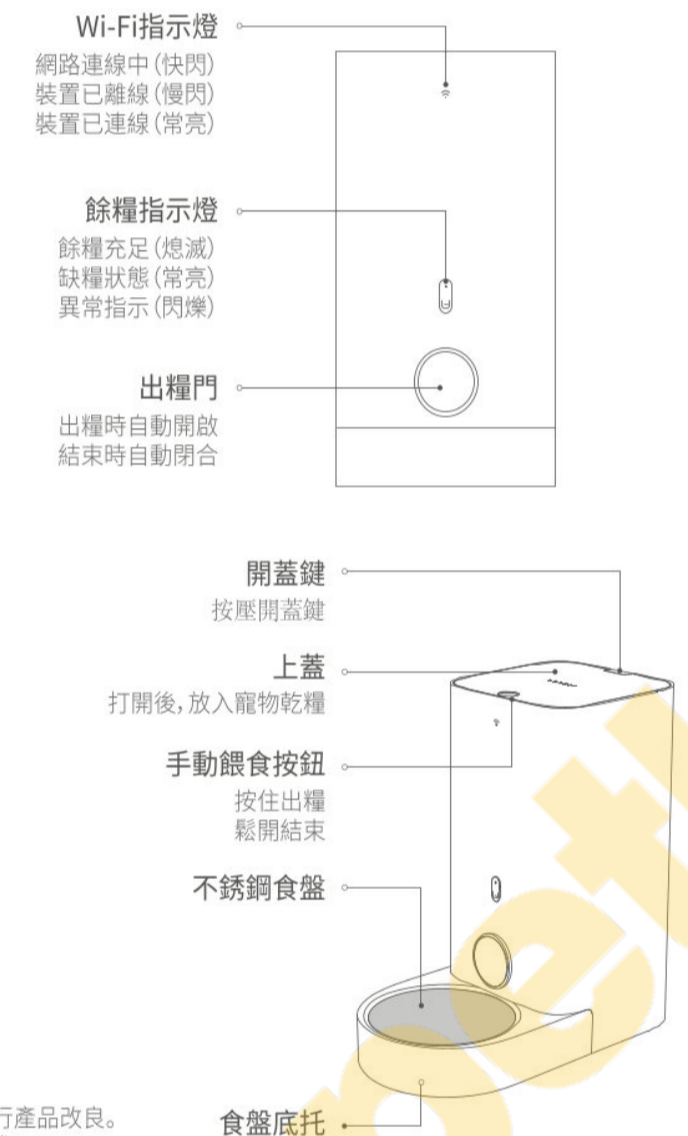 Wi-Fi指示燈
網路連線中(快閃)
裝置已離線(慢閃)
裝置已連線(常亮)
餘糧指示燈
餘糧充足(熄滅)
缺糧狀態(常亮)
異常指示(閃爍)
出糧門
出糧時自動開啟
結束時自動閉合
開蓋鍵
按壓開蓋鍵
上蓋
打開後,放入寵物乾糧
手動餵食按鈕
按住出糧
鬆開結束
不銹鋼食盤
行產品改良。
食盤底托